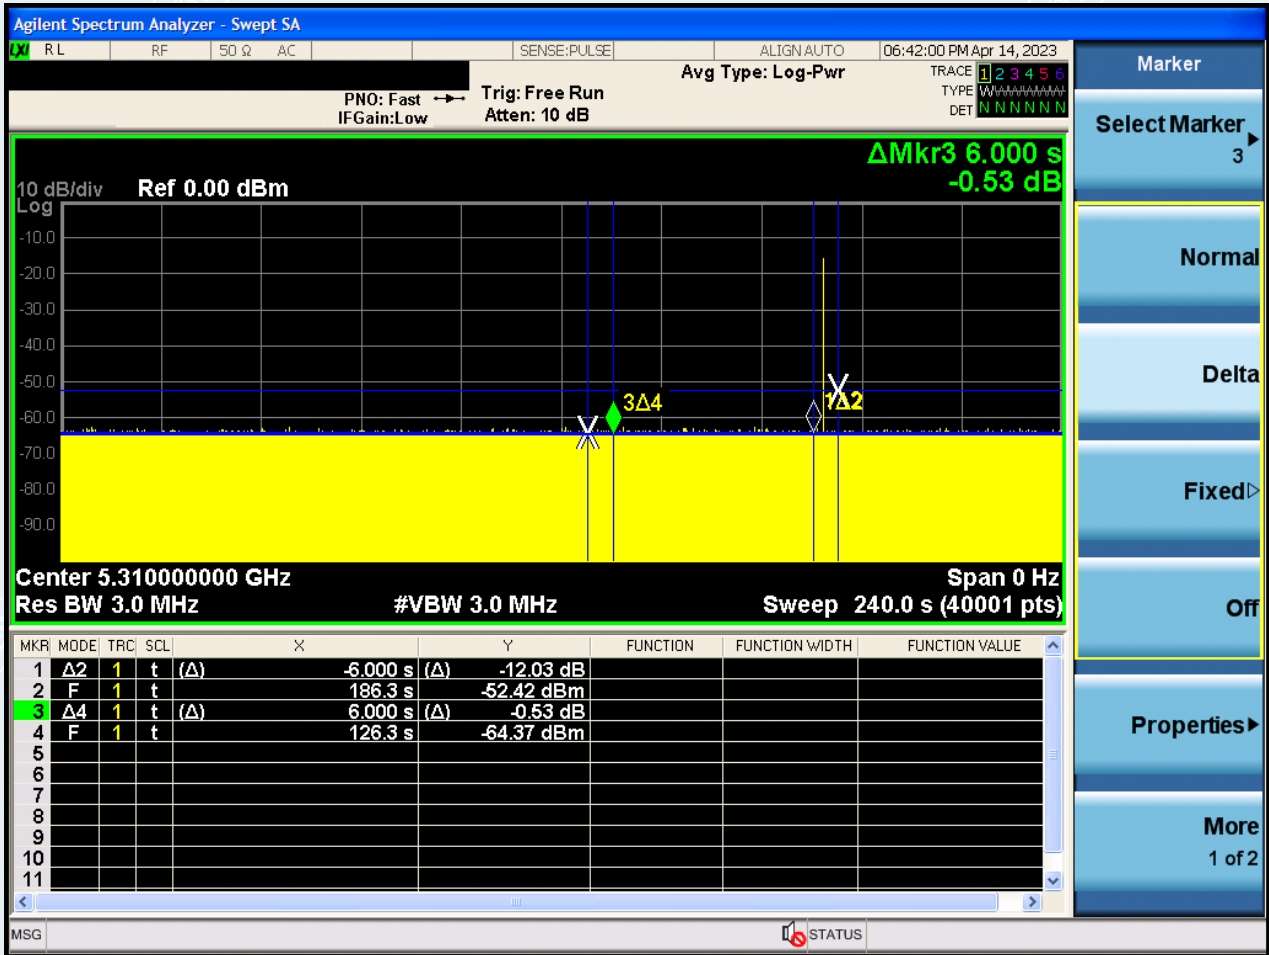 Agilent Spectrum Analyzer - Swept SA
LXI RL RF 50 Ω AC SENSE:PULSE ALIGN AUTO 06:42:00 PM Apr 14, 2023
PNO: Fast
IFGain:Low
Trig: Free Run
Atten: 10 dB
Avg Type: Log-Pwr
TRACE 1 2 3 4 5 6
TYPE WWWWWW
DET N N N N N N
ΔMkr3 6.000 s
-0.53 dB
10 dB/div Ref 0.00 dBm
Log
-10.0
-20.0
-30.0
-40.0
-50.0
-60.0
-70.0
-80.0
-90.0
3Δ4
1Δ2
Center 5.310000000 GHz Span 0 Hz
Res BW 3.0 MHz #VBW 3.0 MHz Sweep 240.0 s (40001 pts)
MKR MODE TRC SCL X Y FUNCTION FUNCTION WIDTH FUNCTION VALUE
1 Δ2 1 t (Δ) -6.000 s (Δ) -12.03 dB
2 F 1 t 186.3 s -52.42 dBm
3 Δ4 1 t (Δ) 6.000 s (Δ) -0.53 dB
4 F 1 t 126.3 s -64.37 dBm
5
6
7
8
9
10
11
MSG STATUS
Marker
Select Marker
3
Normal
Delta
Fixed
Off
Properties
More
1 of 2